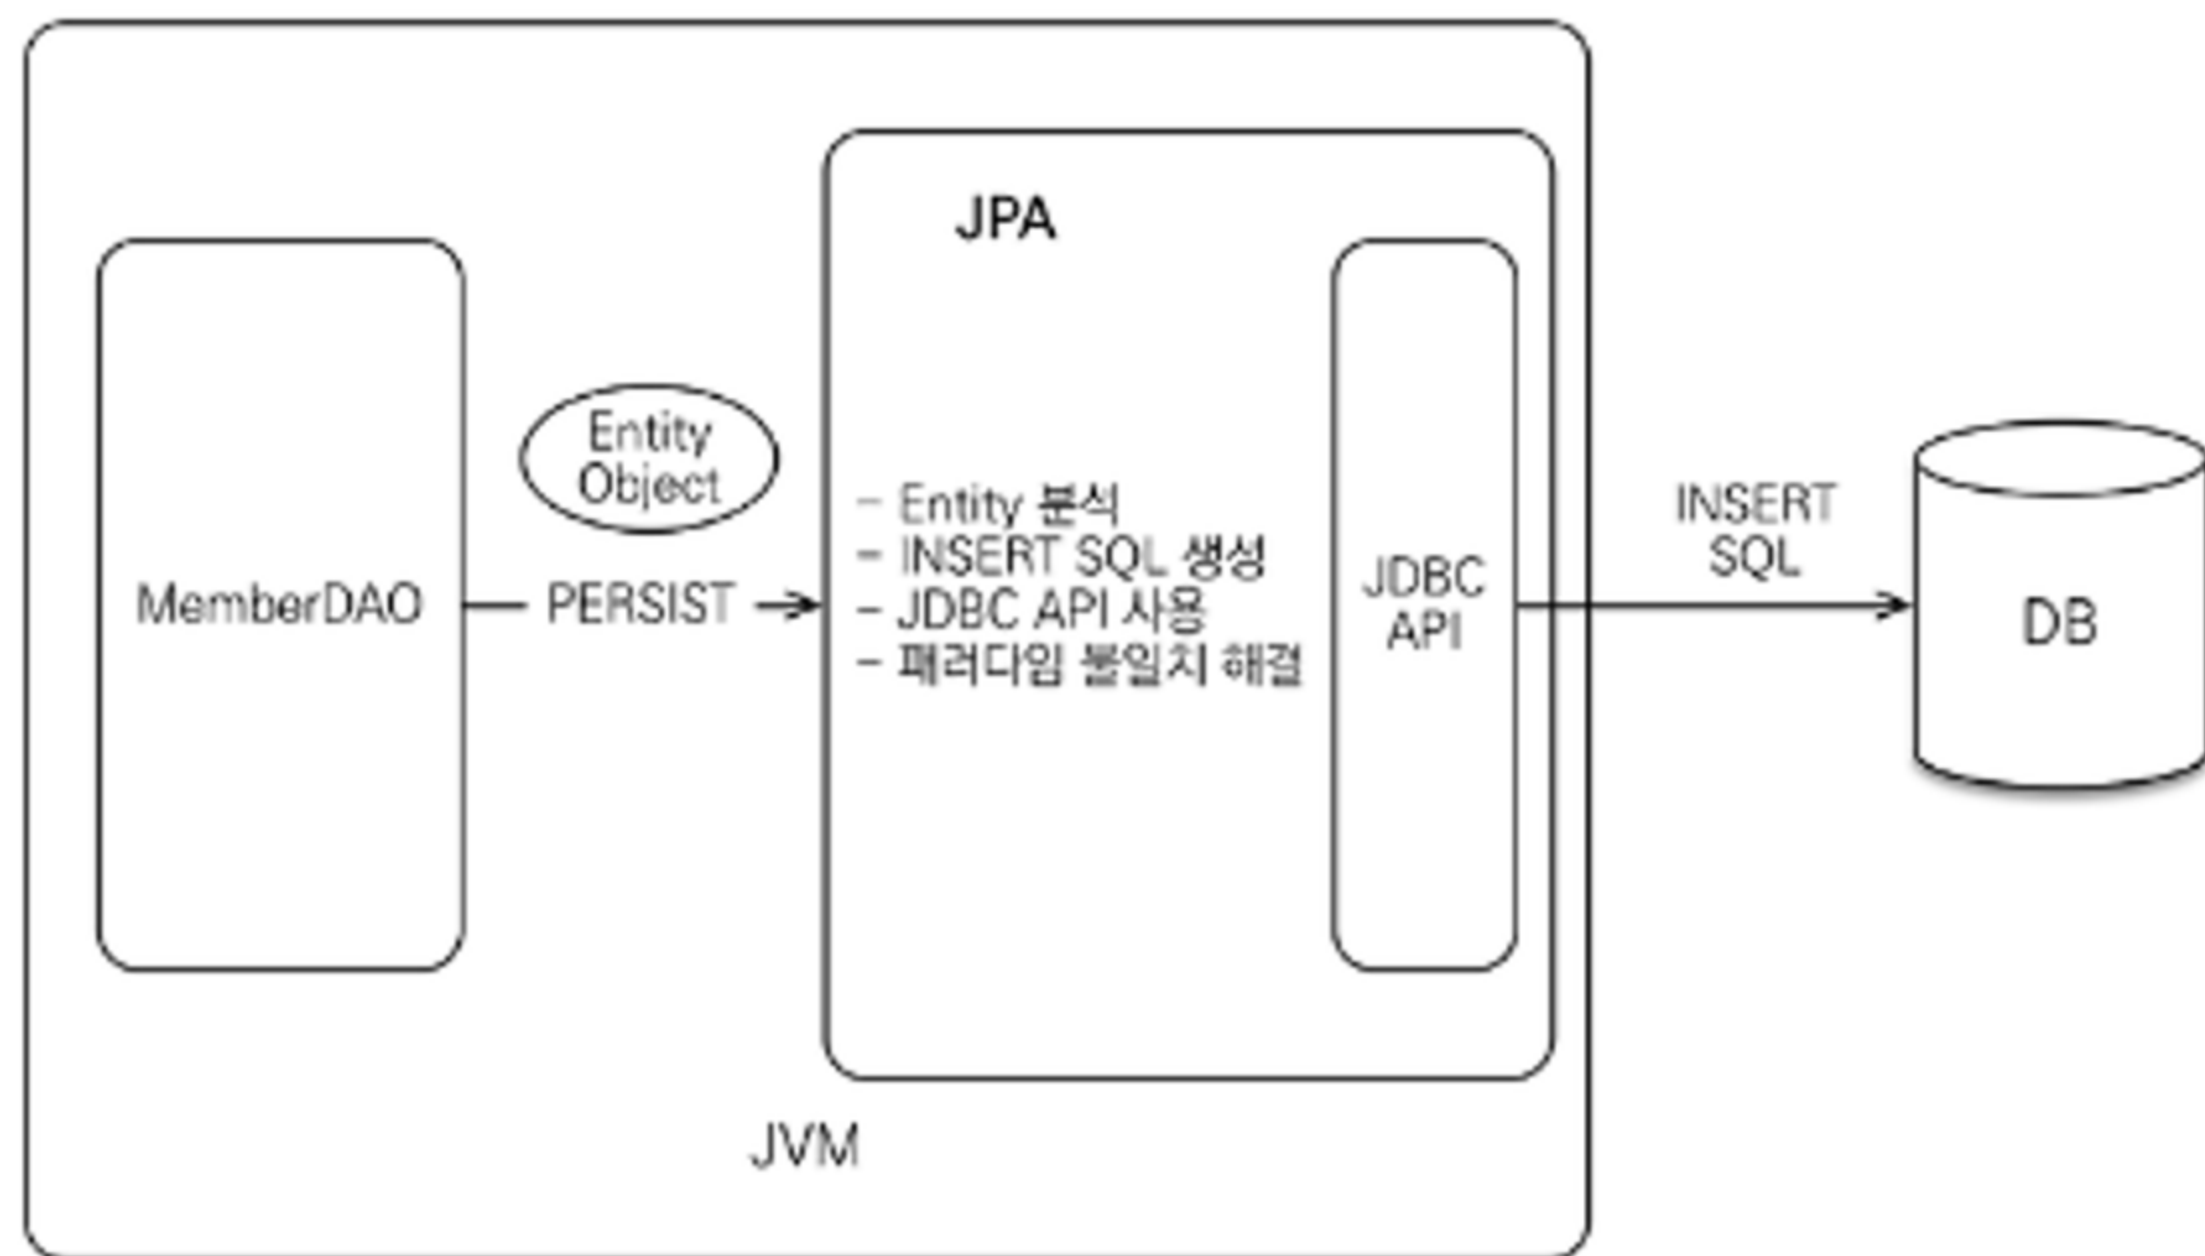 JPA
Entity
Object
MemberDAO
PERSIST
- Entity 분석
- INSERT SQL 생성
- JDBC API 사용
- 패러다임 불일치 해결
JDBC
API
INSERT
SQL
DB
JVM